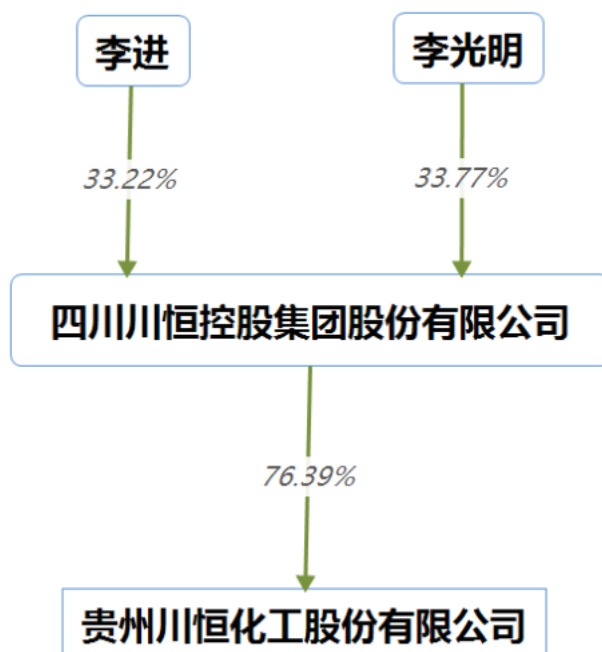 李进
李光明
33.22%
33.77%
四川川恒控股集团股份有限公司
76.39%
贵州川恒化工股份有限公司